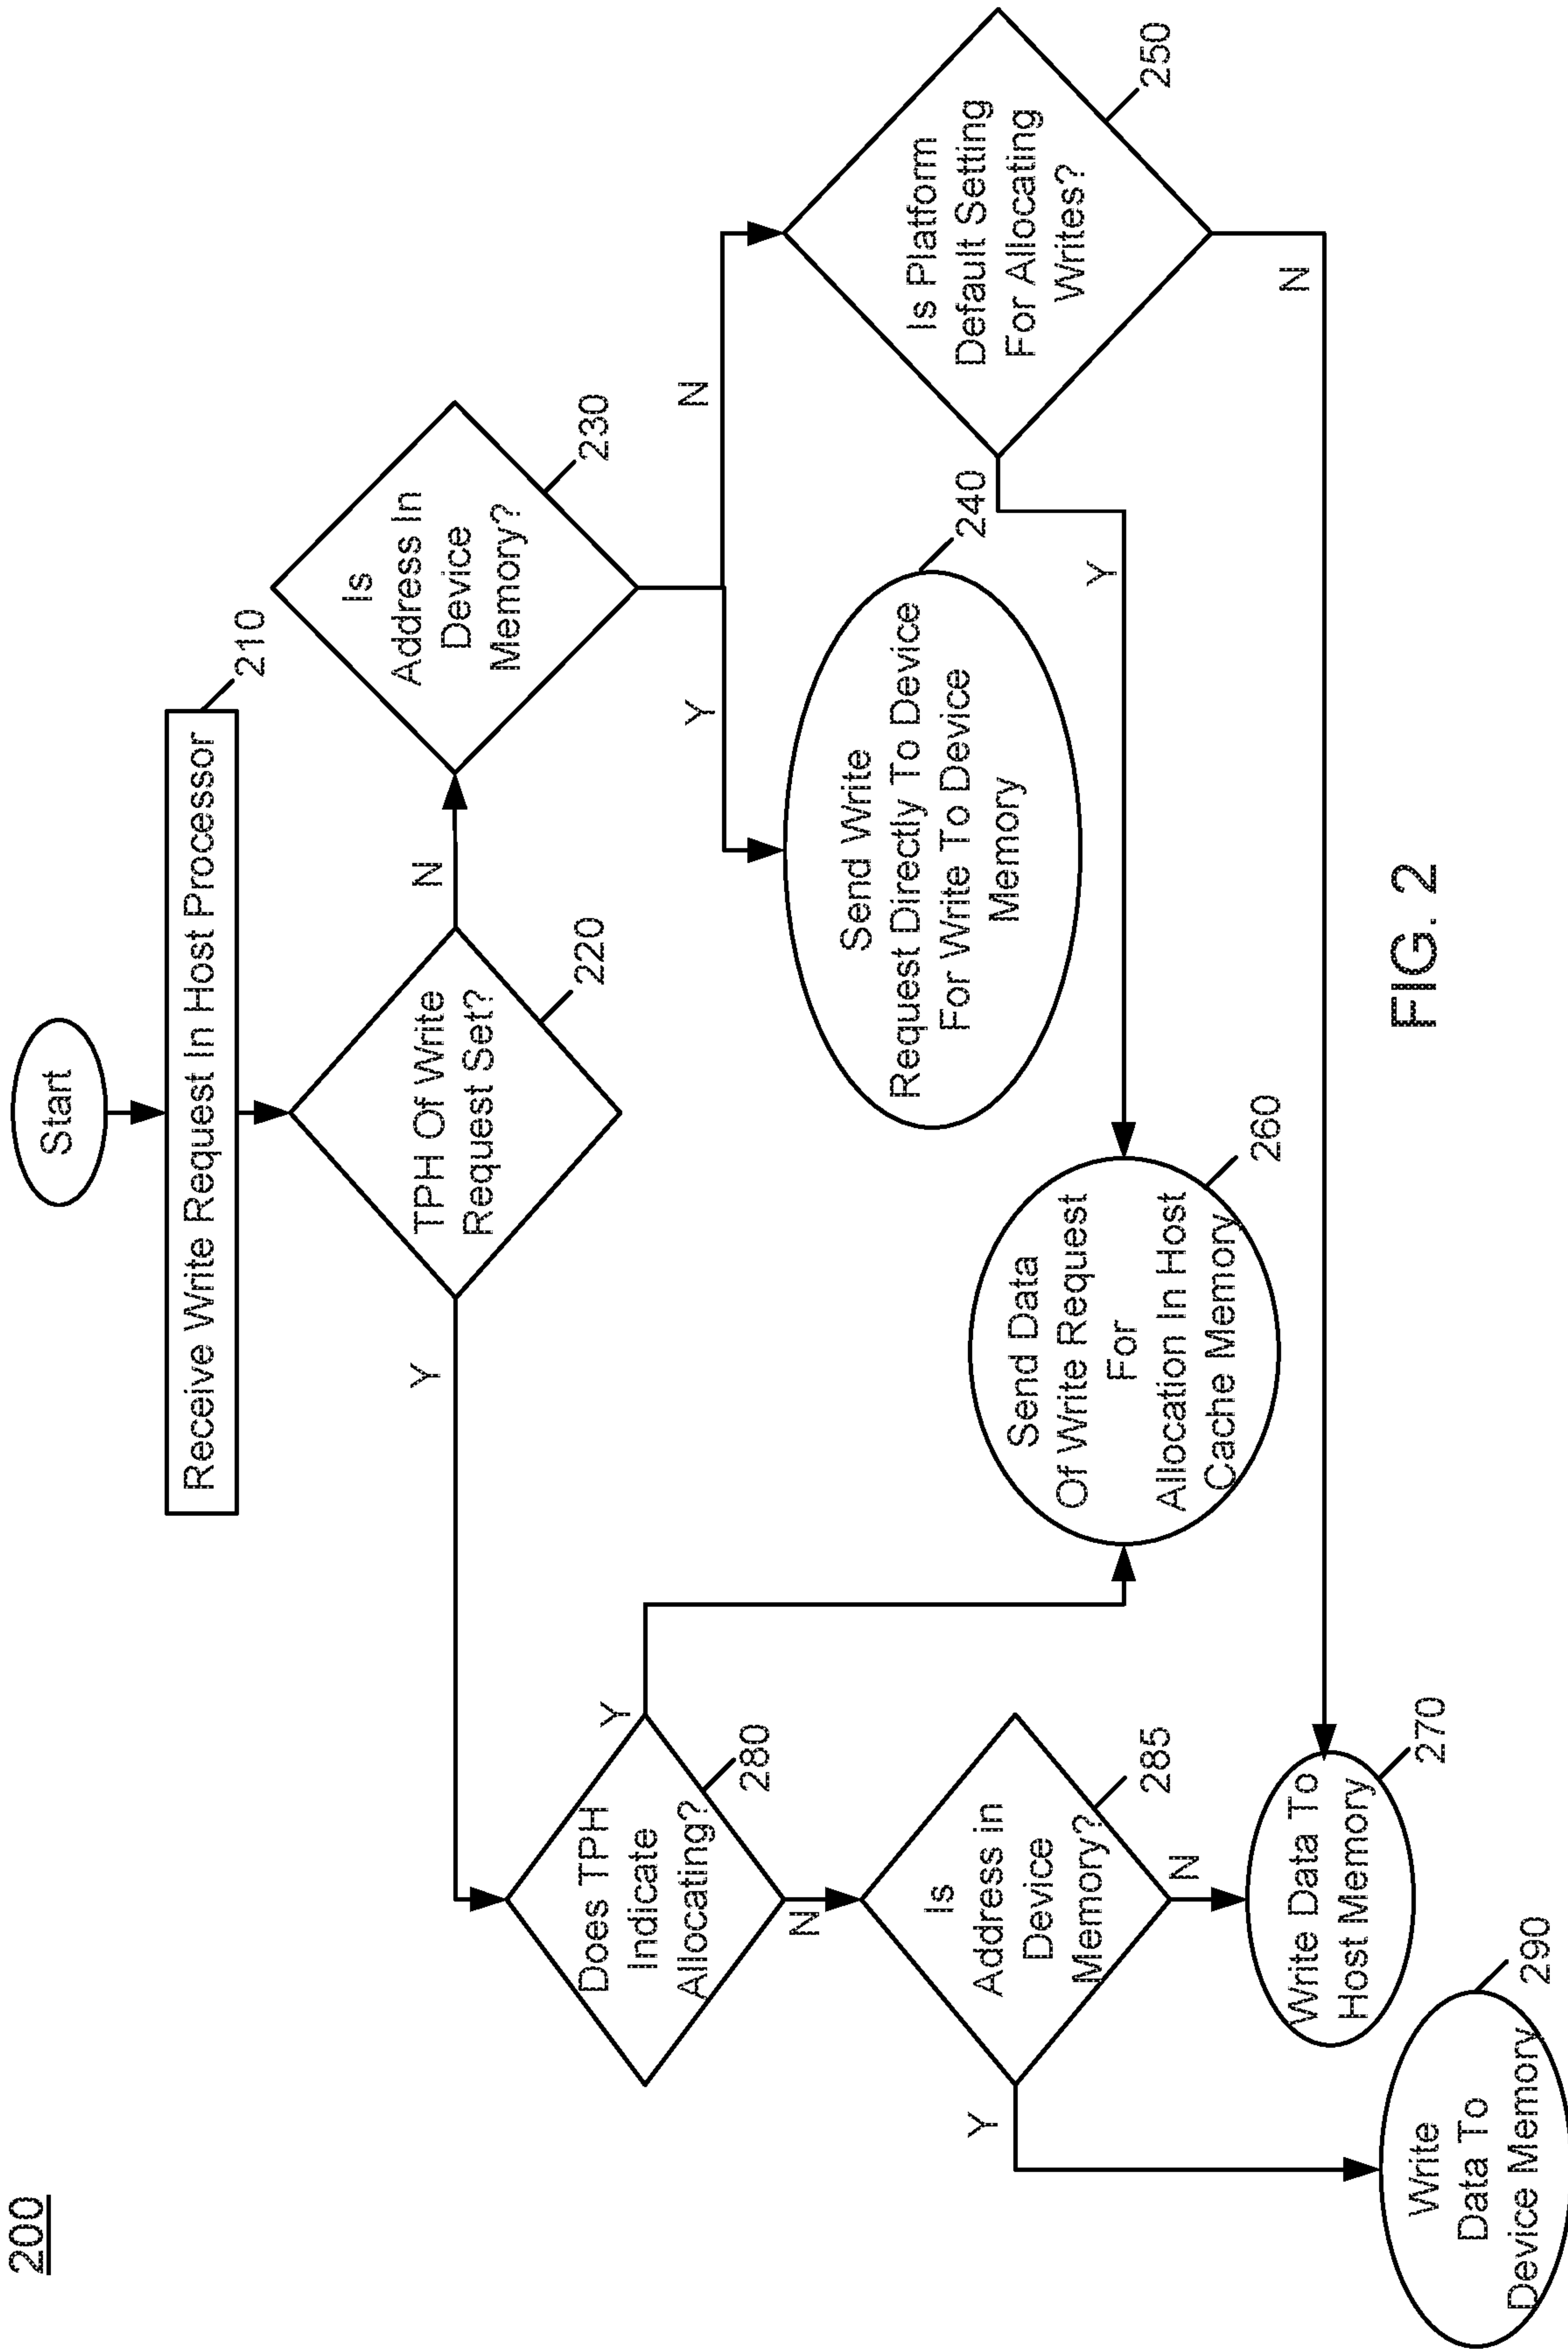 200
Start
Receive Write Request In Host Processor
210
TPH Of Write
Request Set?
220
Y
N
Is
Address In
Device
Memory?
230
Y
N
Does TPH
Indicate
Allocating?
280
Y
N
Send Write
Request Directly To Device
For Write To Device
Memory
240
Is Platform
Default Setting
For Allocating
Writes?
250
Y
N
Is
Address in
Device
Memory?
285
Y
N
Send Data
Of Write Request
For
Allocation In Host
Cache Memory
260
Write Data To
Host Memory
270
Write
Data To
Device Memory
290
FIG. 2